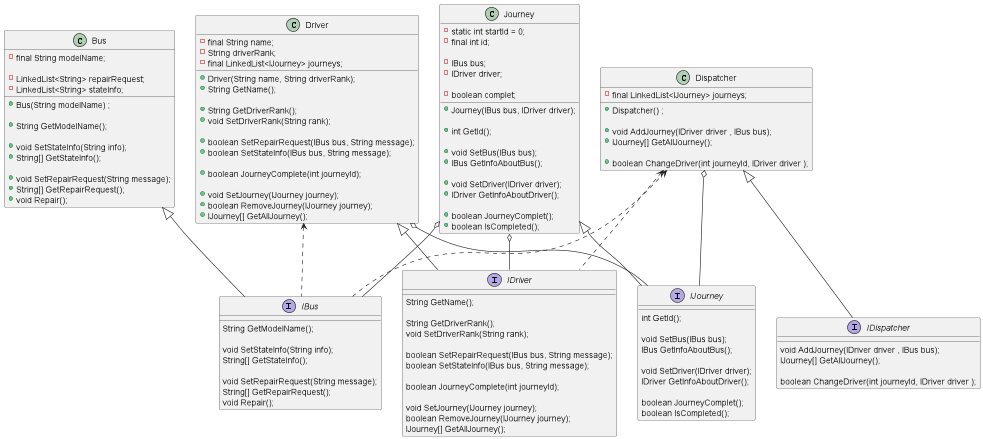 Bus
final String modelName;
LinkedList<String> repairRequest;
LinkedList<String> stateInfo;
Bus(String modelName) ;
String GetModelName();
void SetStateInfo(String info);
String[] GetStateInfo();
void SetRepairRequest(String message);
String[] GetRepairRequest();
void Repair();
Driver
final String name;
String driverRank;
final LinkedList<IJourney> journeys;
Driver(String name, String driverRank);
String GetName();
String GetDriverRank();
void SetDriverRank(String rank);
boolean SetRepairRequest(IBus bus, String message);
boolean SetStateInfo(IBus bus, String message);
boolean JourneyComplete(int journeyId);
void SetJourney(IJourney journey);
boolean RemoveJourney(IJourney journey);
IJourney[] GetAllJourney();
Journey
static int startId = 0;
final int id;
IBus bus;
IDriver driver;
boolean complet;
Journey(IBus bus, IDriver driver);
int GetId();
void SetBus(IBus bus);
IBus GetInfoAboutBus();
void SetDriver(IDriver driver);
IDriver GetInfoAboutDriver();
boolean JourneyComplet();
boolean IsCompleted();
Dispatcher
final LinkedList<IJourney> journeys;
Dispatcher() ;
void AddJourney(IDriver driver , IBus bus);
IJourney[] GetAllJourney();
boolean ChangeDriver(int journeyId, IDriver driver );
IBus
String GetModelName();
void SetStateInfo(String info);
String[] GetStateInfo();
void SetRepairRequest(String message);
String[] GetRepairRequest();
void Repair();
IDriver
String GetName();
String GetDriverRank();
void SetDriverRank(String rank);
boolean SetRepairRequest(IBus bus, String message);
boolean SetStateInfo(IBus bus, String message);
boolean JourneyComplete(int journeyId);
void SetJourney(IJourney journey);
boolean RemoveJourney(IJourney journey);
IJourney[] GetAllJourney();
IJourney
int GetId();
void SetBus(IBus bus);
IBus GetInfoAboutBus();
void SetDriver(IDriver driver);
IDriver GetInfoAboutDriver();
boolean JourneyComplet();
boolean IsCompleted();
IDispatcher
void AddJourney(IDriver driver , IBus bus);
IJourney[] GetAllJourney();
boolean ChangeDriver(int journeyId, IDriver driver );